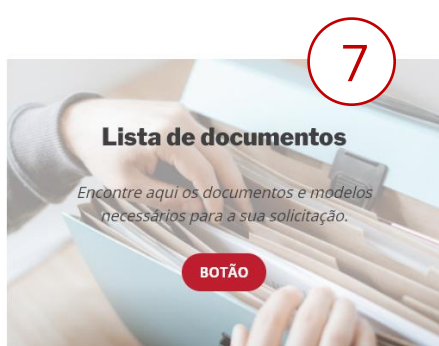 7
Lista de documentos
Encontre aqui os documentos e modelos
necessários para a sua solicitação.
BOTÃO